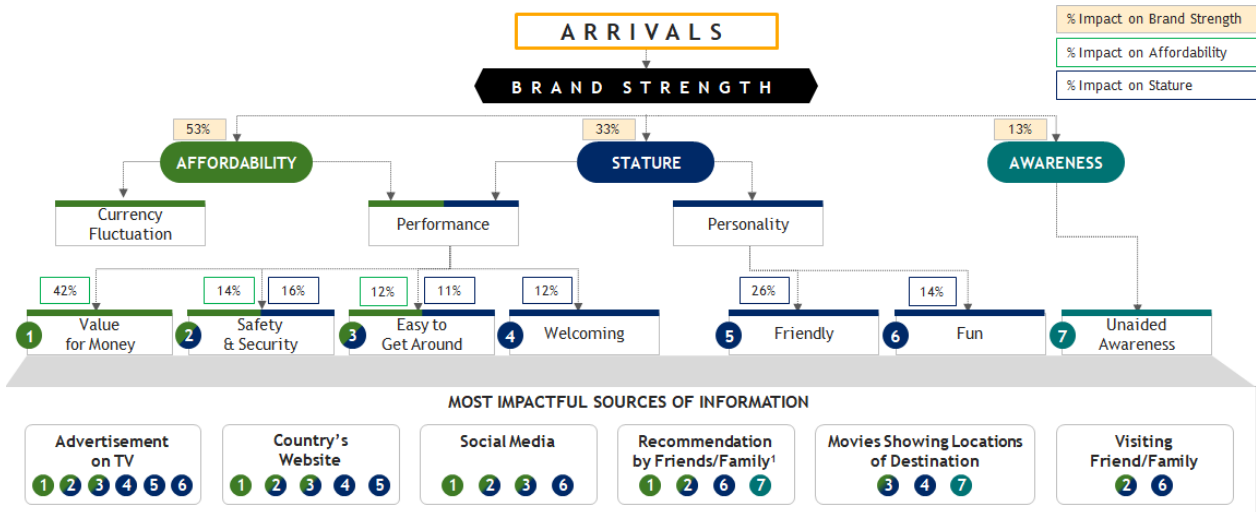 ARRIVALS
% Impact on Brand Strength
% Impact on Affordability
% Impact on Stature
BRAND STRENGTH
53%
33%
13%
AFFORDABILITY
STATURE
AWARENESS
Currency
Fluctuation
Performance
Personality
42%
14%
16%
12%
11%
12%
26%
14%
1
Value
for Money
2
Safety
& Security
3
Easy to
Get Around
4
Welcoming
5
Friendly
6
Fun
7
Unaided
Awareness
MOST IMPACTFUL SOURCES OF INFORMATION
Advertisement
on TV
1 2 3 4 5 6
Country's
Website
1 2 3 4 5
Social Media
1 2 3 6
Recommendation
by Friends/Family¹
1 2 6 7
Movies Showing Locations
of Destination
3 4 7
Visiting
Friend/Family
2 6